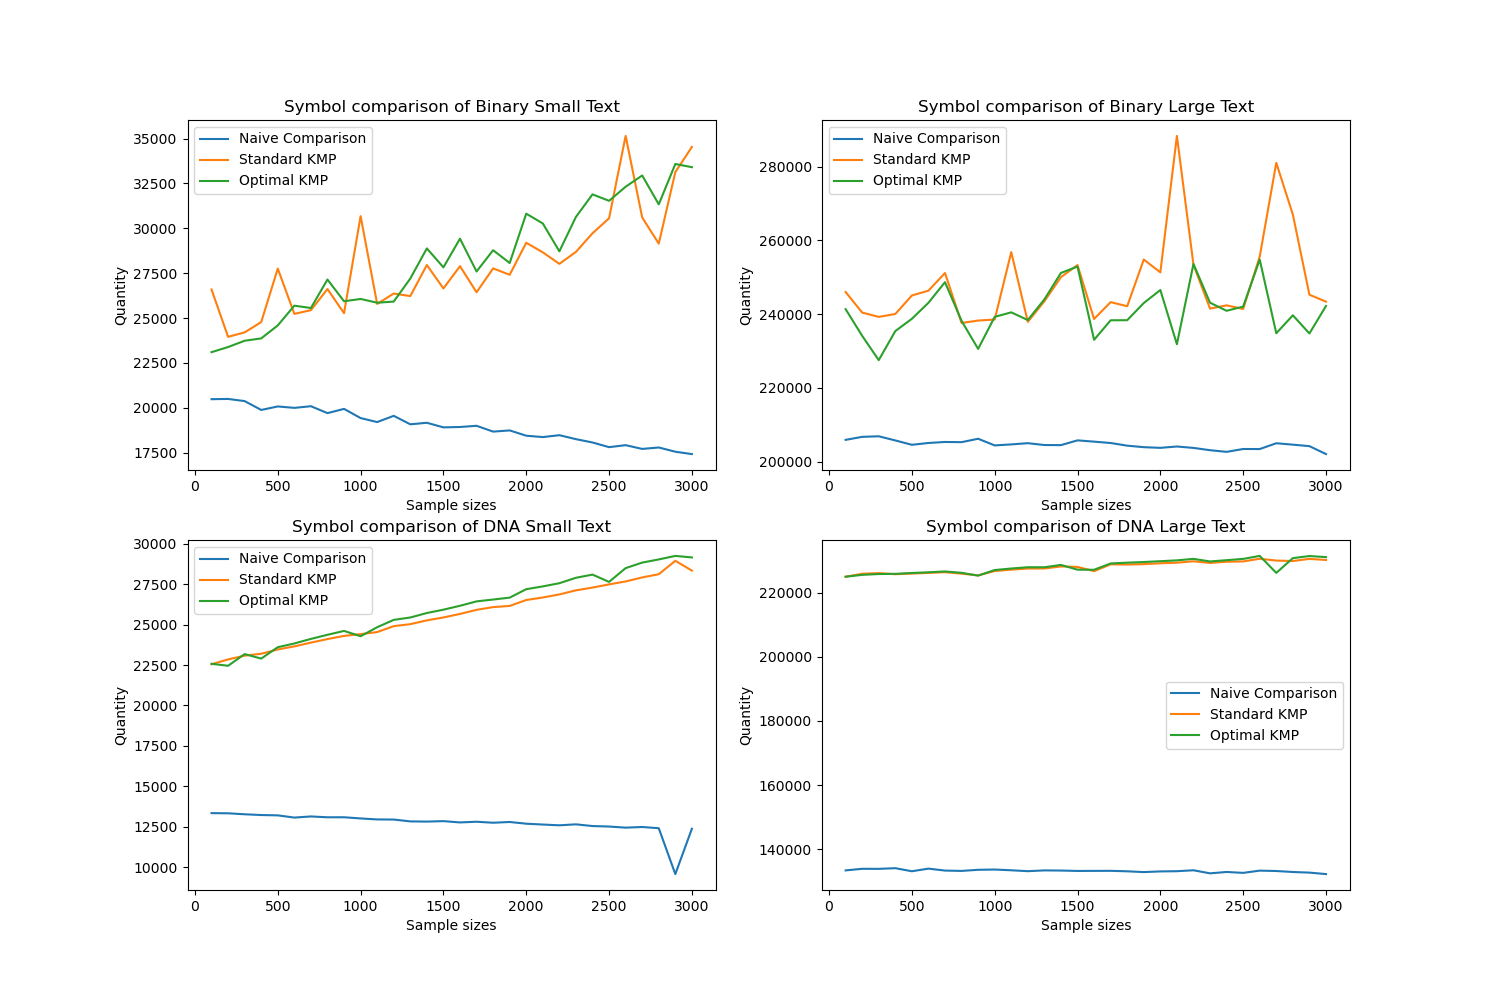 Symbol comparison of Binary Small Text
Naive Comparison
Standard KMP
Optimal KMP
35000
32500
30000
27500
25000
22500
20000
17500
Quantity
0 500 1000 1500 2000 2500 3000
Sample sizes
Symbol comparison of Binary Large Text
Naive Comparison
Standard KMP
Optimal KMP
280000
260000
240000
220000
200000
Quantity
0 500 1000 1500 2000 2500 3000
Sample sizes
Symbol comparison of DNA Small Text
Naive Comparison
Standard KMP
Optimal KMP
30000
27500
25000
22500
20000
17500
15000
12500
10000
Quantity
0 500 1000 1500 2000 2500 3000
Sample sizes
Symbol comparison of DNA Large Text
Naive Comparison
Standard KMP
Optimal KMP
220000
200000
180000
160000
140000
Quantity
0 500 1000 1500 2000 2500 3000
Sample sizes